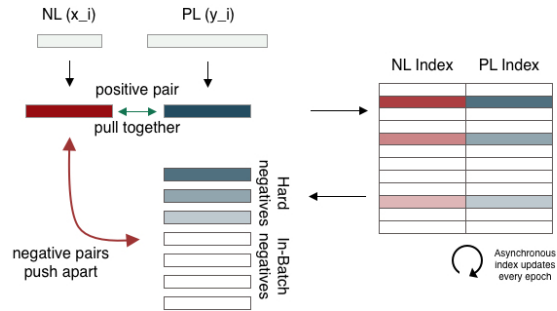 NL (x_i)
PL (y_i)
positive pair
pull together
negative pairs
push apart
Hard
negatives
In-Batch
negatives
NL Index
PL Index
Asynchronous
index updates
every epoch